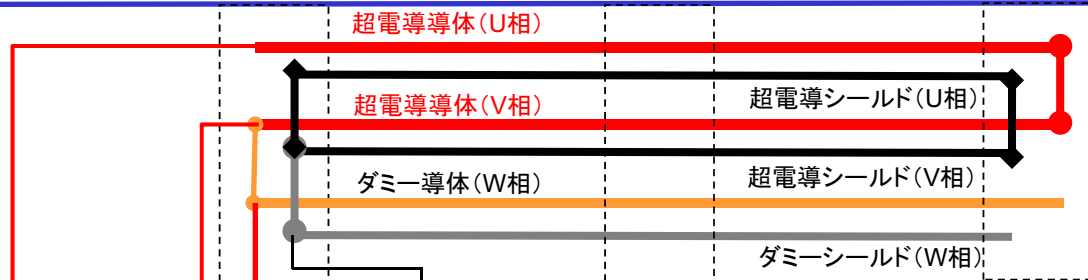 超電導導体（U相）
超電導シールド（U相）
超電導導体（V相）
超電導シールド（V相）
ダミー導体（W相）
ダミーシールド（W相）